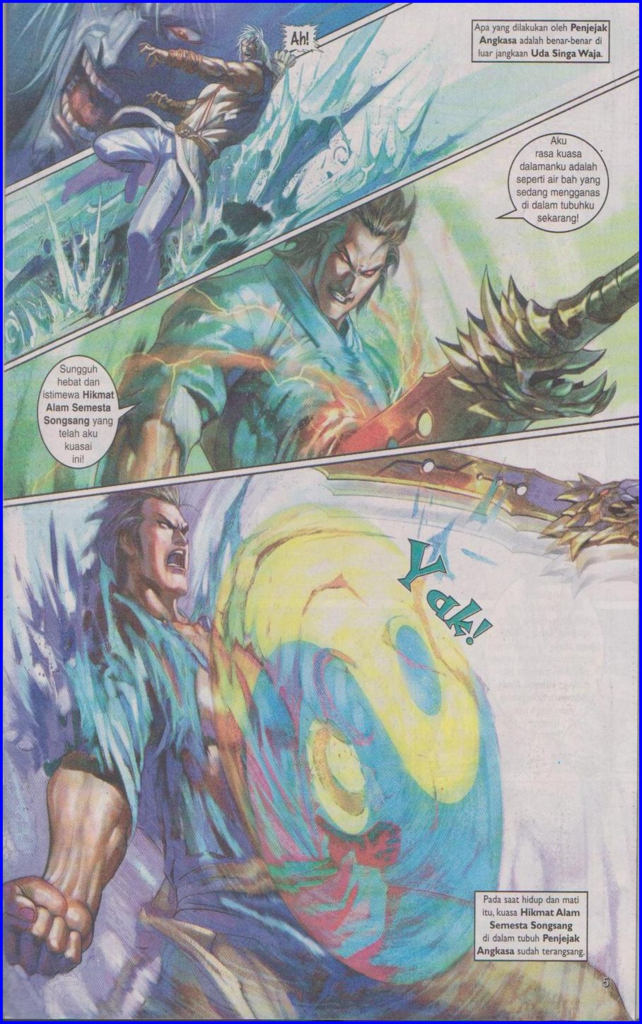 Ah!
Apa yang dilakukan oleh Penjejak
Angkasa adalah benar-benar di
luar jangkaan Uda Singa Waja.
Aku
rasa kuasa
dalamanku adalah
seperti air bah yang
sedang mengganas
di dalam tubuhku
sekarang!
Sungguh
hebat dan
istimewa Hikmat
Alam Semesta
Songsang yang
telah aku
kuasai
ini!
Yak!
Pada saat hidup dan mati
itu, kuasa Hikmat Alam
Semesta Songsang
di dalam tubuh Penjejak
Angkasa sudah terangsang.
5